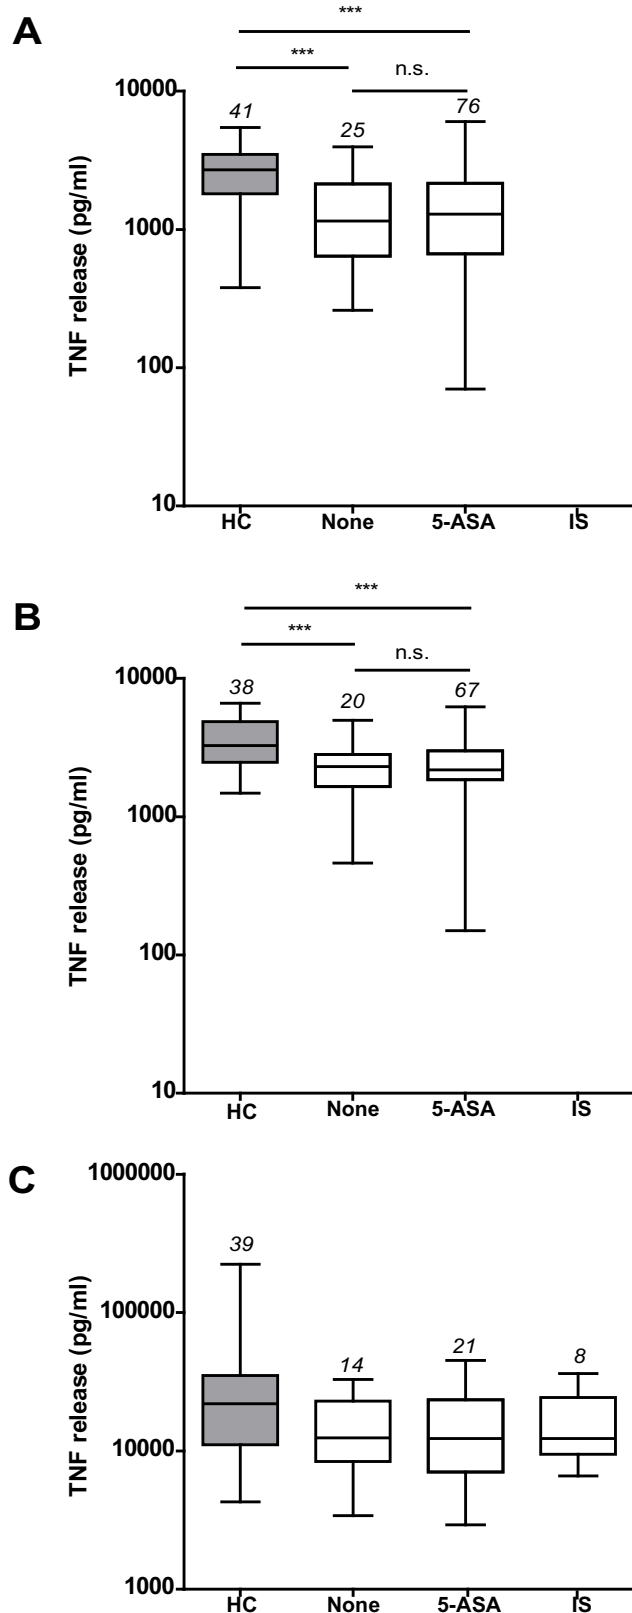 A
***
***
n.s.
10000
41
25
76
1000
100
10
TNF release (pg/ml)
HC
None
5-ASA
IS
B
***
***
n.s.
10000
38
20
67
1000
100
10
TNF release (pg/ml)
HC
None
5-ASA
IS
C
1000000
39
100000
14
21
8
10000
1000
TNF release (pg/ml)
HC
None
5-ASA
IS